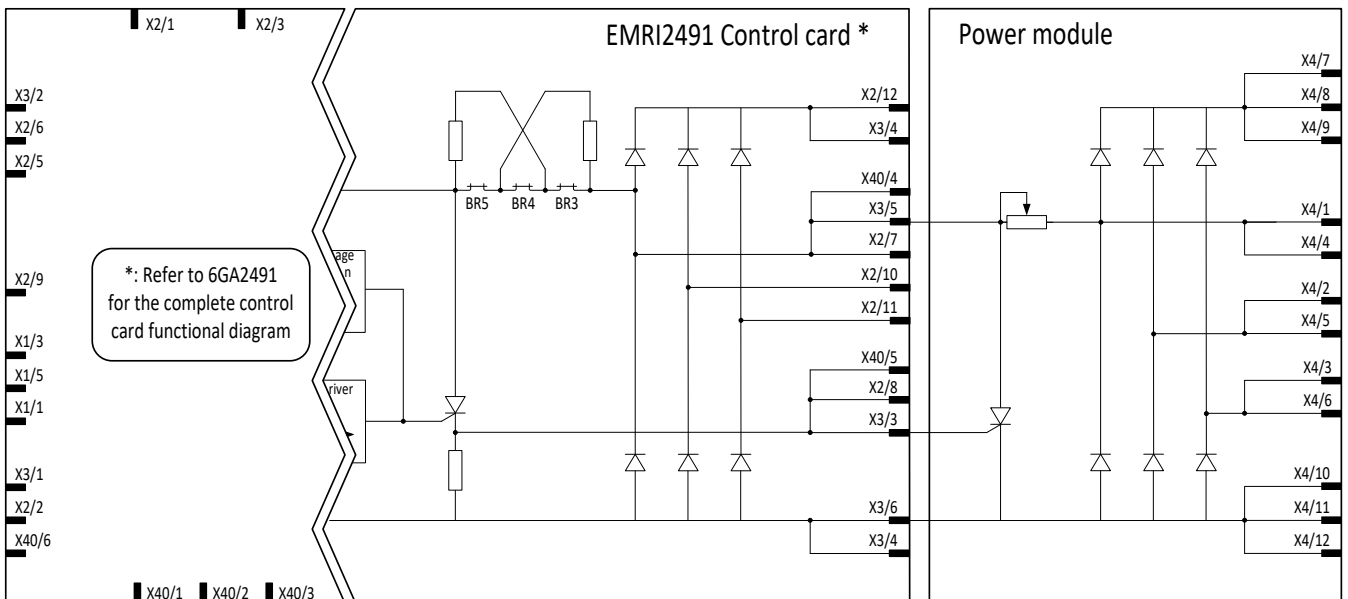 X2/1
X2/3
X3/2
X2/6
X2/5
X2/9
X1/3
X1/5
X1/1
X3/1
X2/2
X40/6
X40/1
X40/2
X40/3
*: Refer to 6GA2491
for the complete control
card functional diagram
age
n
river
EMRI2491 Control card *
BR5
BR4
BR3
X2/12
X3/4
X40/4
X3/5
X2/7
X2/10
X2/11
X40/5
X2/8
X3/3
X3/6
X3/4
Power module
X4/7
X4/8
X4/9
X4/1
X4/4
X4/2
X4/5
X4/3
X4/6
X4/10
X4/11
X4/12